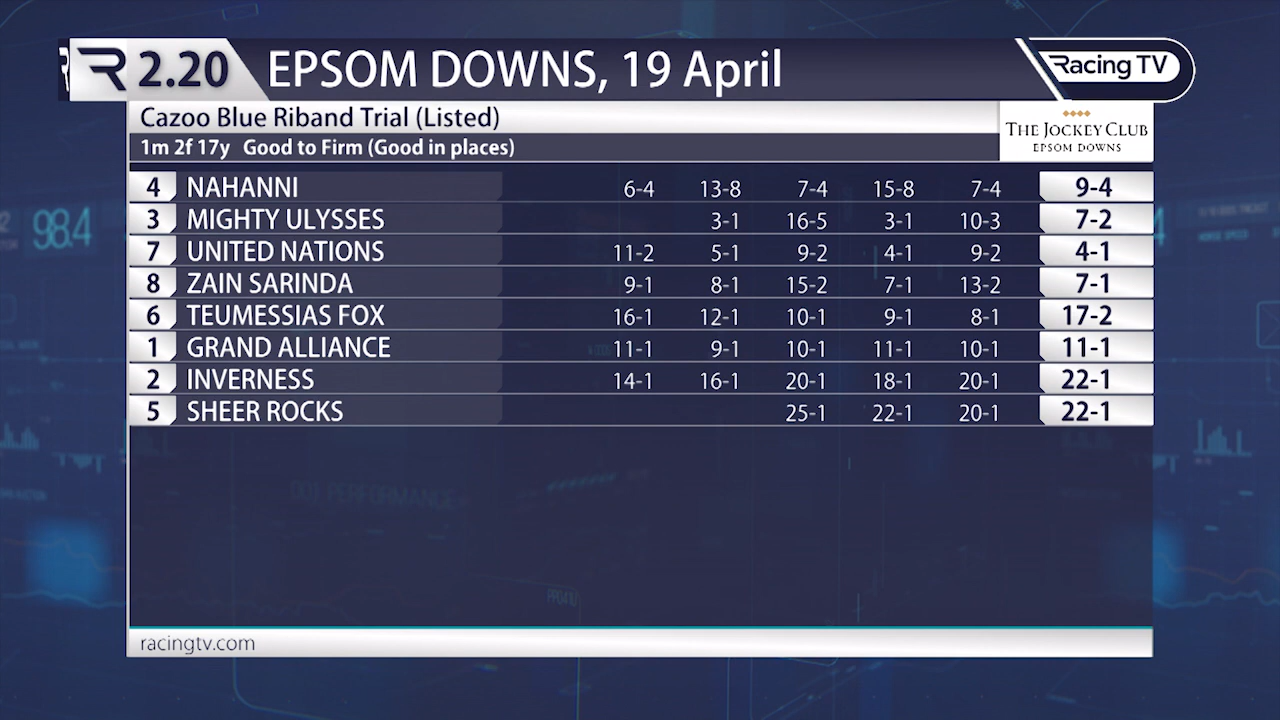 R 2.20 EPSOM DOWNS, 19 April Racing TV
Cazoo Blue Riband Trial (Listed)
THE JOCKEY CLUB
EPSOM DOWNS
1m 2f 17y Good to Firm (Good in places)
4 NAHANNI 6-4 13-8 7-4 15-8 7-4 9-4
3 MIGHTY ULYSSES 3-1 16-5 3-1 10-3 7-2
7 UNITED NATIONS 11-2 5-1 9-2 4-1 9-2 4-1
8 ZAIN SARINDA 9-1 8-1 15-2 7-1 13-2 7-1
6 TEUMESSIAS FOX 16-1 12-1 10-1 9-1 8-1 17-2
1 GRAND ALLIANCE 11-1 9-1 10-1 11-1 10-1 11-1
2 INVERNESS 14-1 16-1 20-1 18-1 20-1 22-1
5 SHEER ROCKS 25-1 22-1 20-1 22-1
98.4
PERFORMANCE
racingtv.com